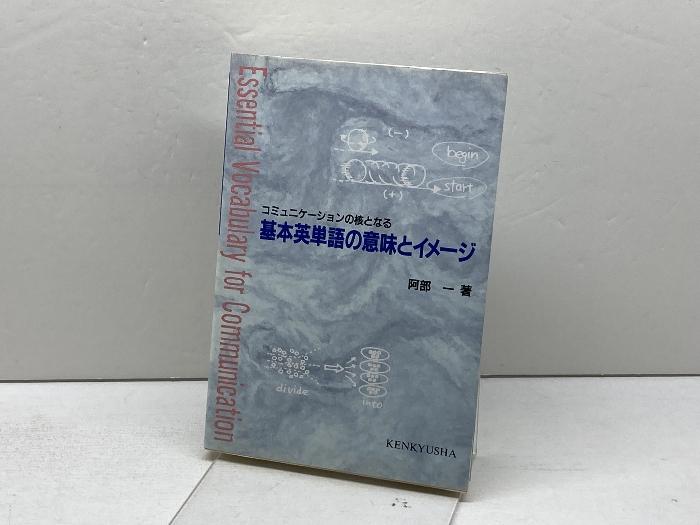 Essential Vocabulary for Communication
(-)
begin
start
(+)
コミュニケーションの核となる
基本英単語の意味とイメージ
阿部 一 著
divide
into
KENKYUSHA